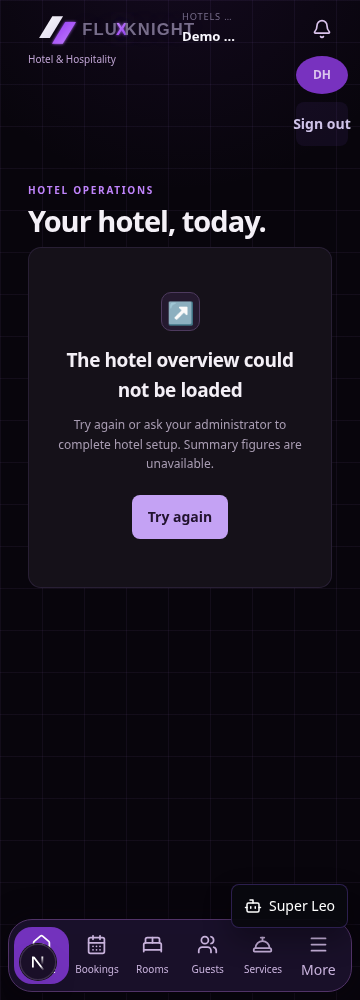 FLUXKNIGHT
Hotel & Hospitality
HOTELS …
Demo …
DH
Sign out
HOTEL OPERATIONS
Your hotel, today.
The hotel overview could
not be loaded
Try again or ask your administrator to
complete hotel setup. Summary figures are
unavailable.
Try again
Super Leo
N
Bookings
Rooms
Guests
Services
More